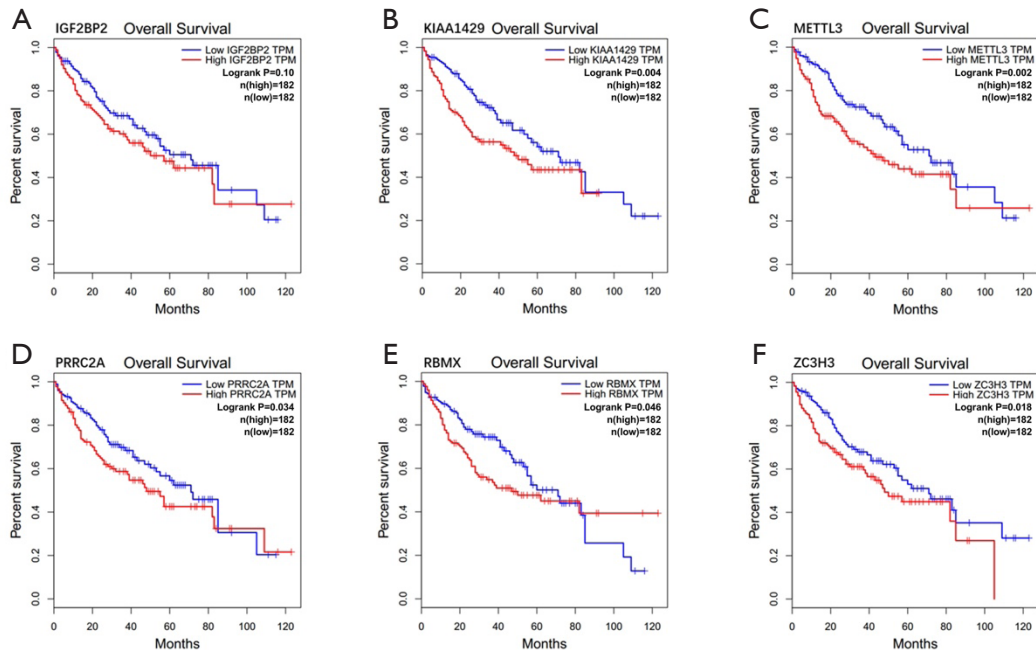 A
IGF2BP2 Overall Survival
Low IGF2BP2 TPM
High IGF2BP2 TPM
Logrank P=0.10
n(high)=182
n(low)=182
Percent survival
0.0 0.2 0.4 0.6 0.8 1.0
0 20 40 60 80 100 120
Months
B
KIAA1429 Overall Survival
Low KIAA1429 TPM
High KIAA1429 TPM
Logrank P=0.004
n(high)=182
n(low)=182
Percent survival
0.0 0.2 0.4 0.6 0.8 1.0
0 20 40 60 80 100 120
Months
C
METTL3 Overall Survival
Low METTL3 TPM
High METTL3 TPM
Logrank P=0.002
n(high)=182
n(low)=182
Percent survival
0.0 0.2 0.4 0.6 0.8 1.0
0 20 40 60 80 100 120
Months
D
PRRC2A Overall Survival
Low PRRC2A TPM
High PRRC2A TPM
Logrank P=0.034
n(high)=182
n(low)=182
Percent survival
0.0 0.2 0.4 0.6 0.8 1.0
0 20 40 60 80 100 120
Months
E
RBMX Overall Survival
Low RBMX TPM
High RBMX TPM
Logrank P=0.046
n(high)=182
n(low)=182
Percent survival
0.0 0.2 0.4 0.6 0.8 1.0
0 20 40 60 80 100 120
Months
F
ZC3H3 Overall Survival
Low ZC3H3 TPM
High ZC3H3 TPM
Logrank P=0.018
n(high)=182
n(low)=182
Percent survival
0.0 0.2 0.4 0.6 0.8 1.0
0 20 40 60 80 100 120
Months